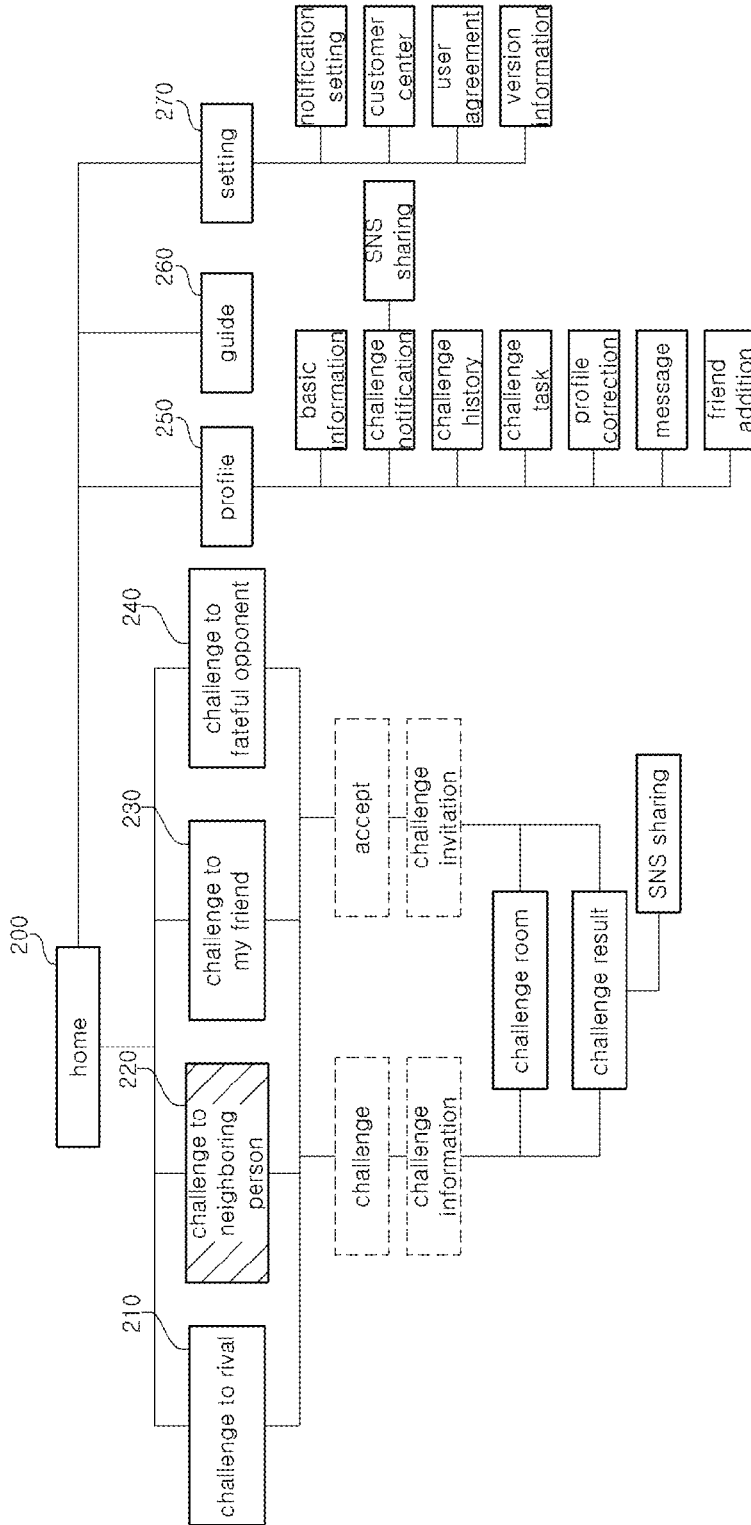 200
home
210
challenge to rival
220
challenge to
neighboring
person
230
challenge to
my friend
240
challenge to
fateful opponent
250
profile
260
guide
270
setting
challenge
challenge
information
accept
challenge
invitation
challenge room
challenge result
SNS sharing
basic
information
challenge
notification
SNS
sharing
challenge
history
challenge
task
profile
correction
message
friend
addition
notification
setting
customer
center
user
agreement
version
information